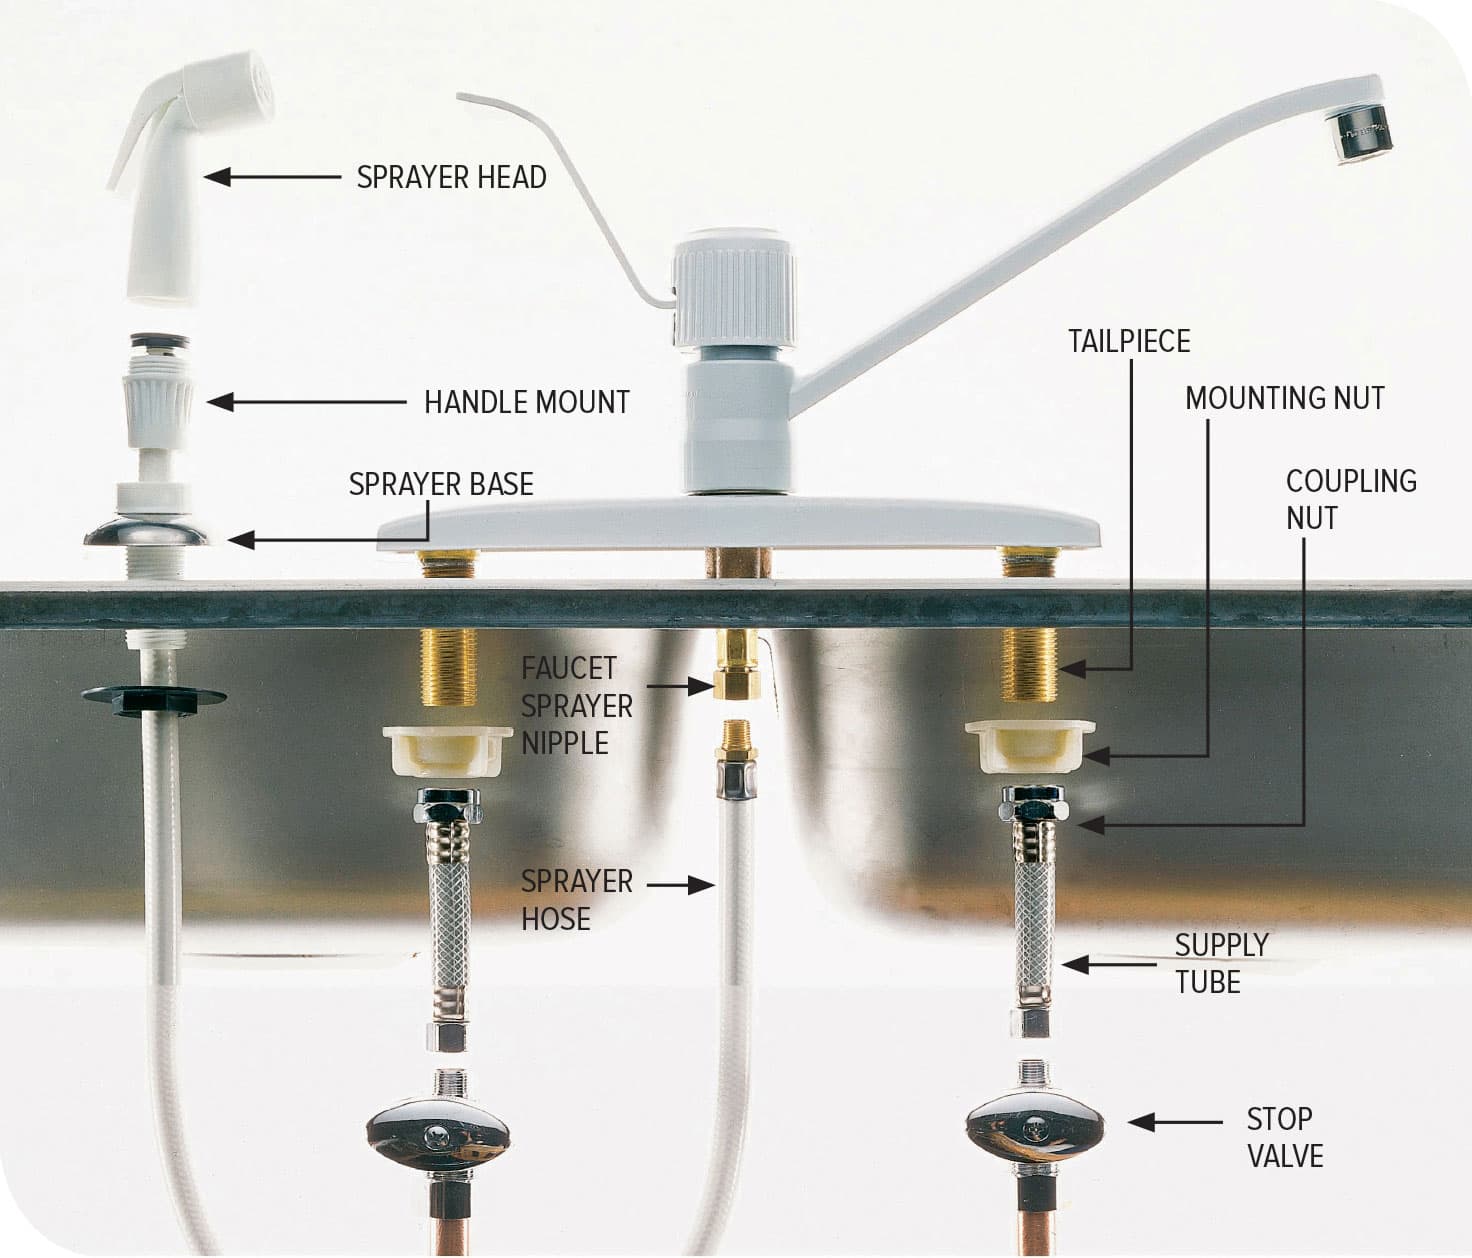 SPRAYER HEAD
HANDLE MOUNT
SPRAYER BASE
TAILPIECE
MOUNTING NUT
COUPLING
NUT
FAUCET
SPRAYER
NIPPLE
SPRAYER
HOSE
SUPPLY
TUBE
STOP
VALVE